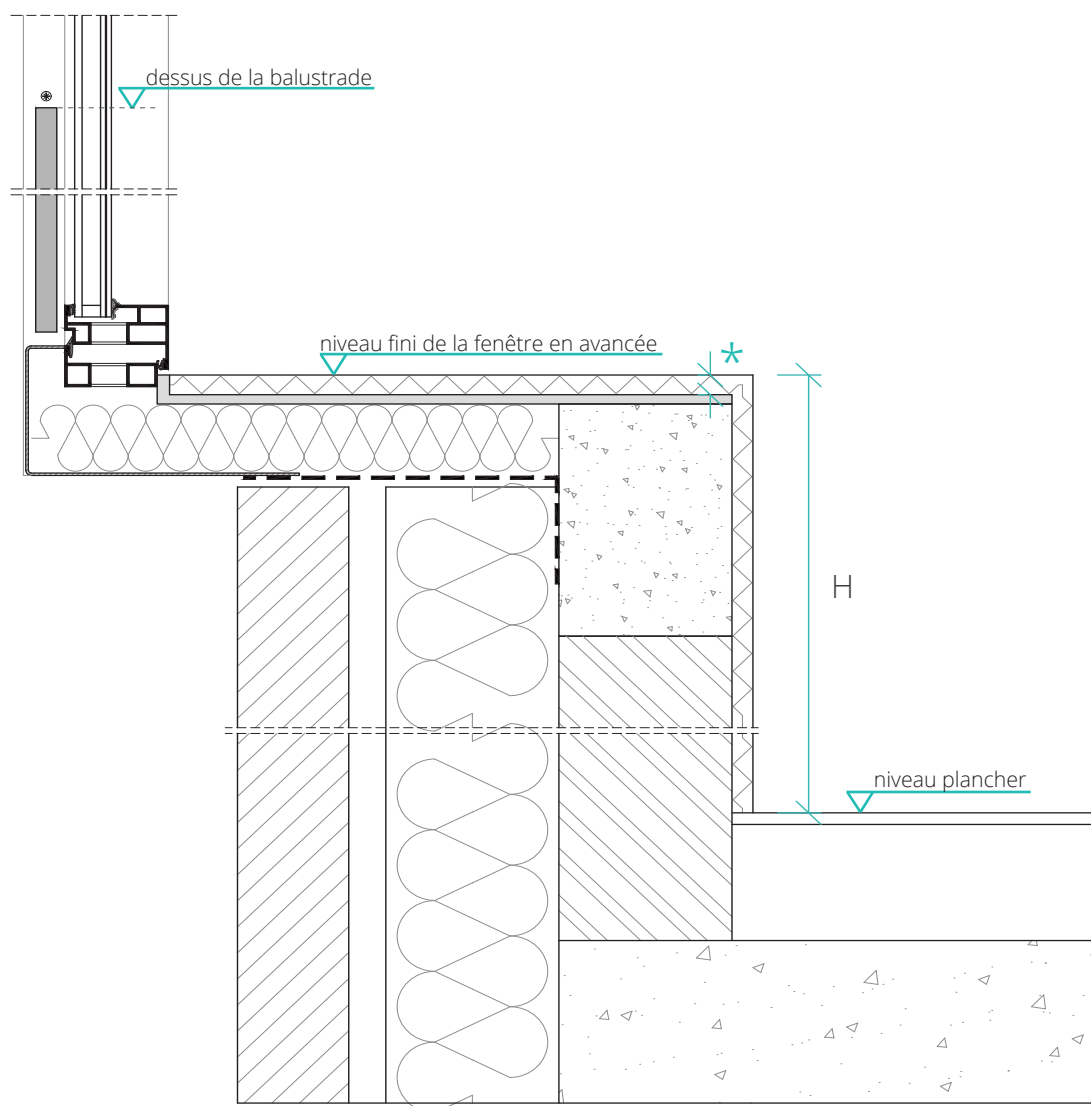 dessus de la balustrade
niveau fini de la fenêtre en avancée
*
H
niveau plancher